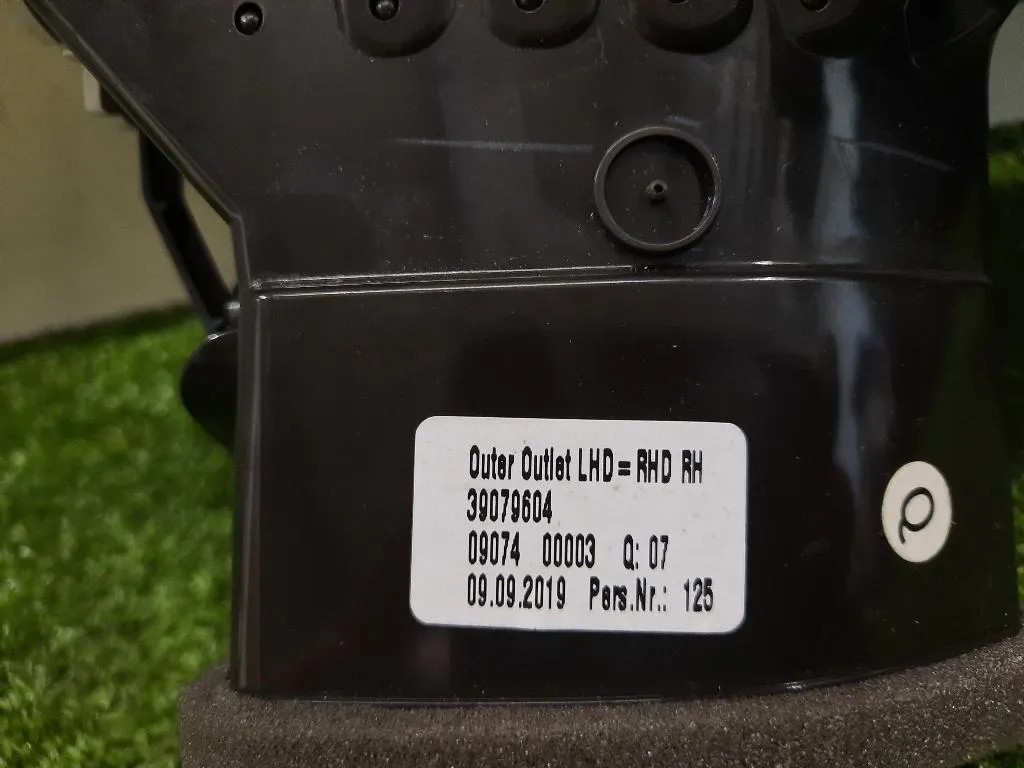 Outer Outlet LHD = RHD RH
39079604
09074 00003 Q: 07
09.09.2019 Pers.Nr.: 125
Q